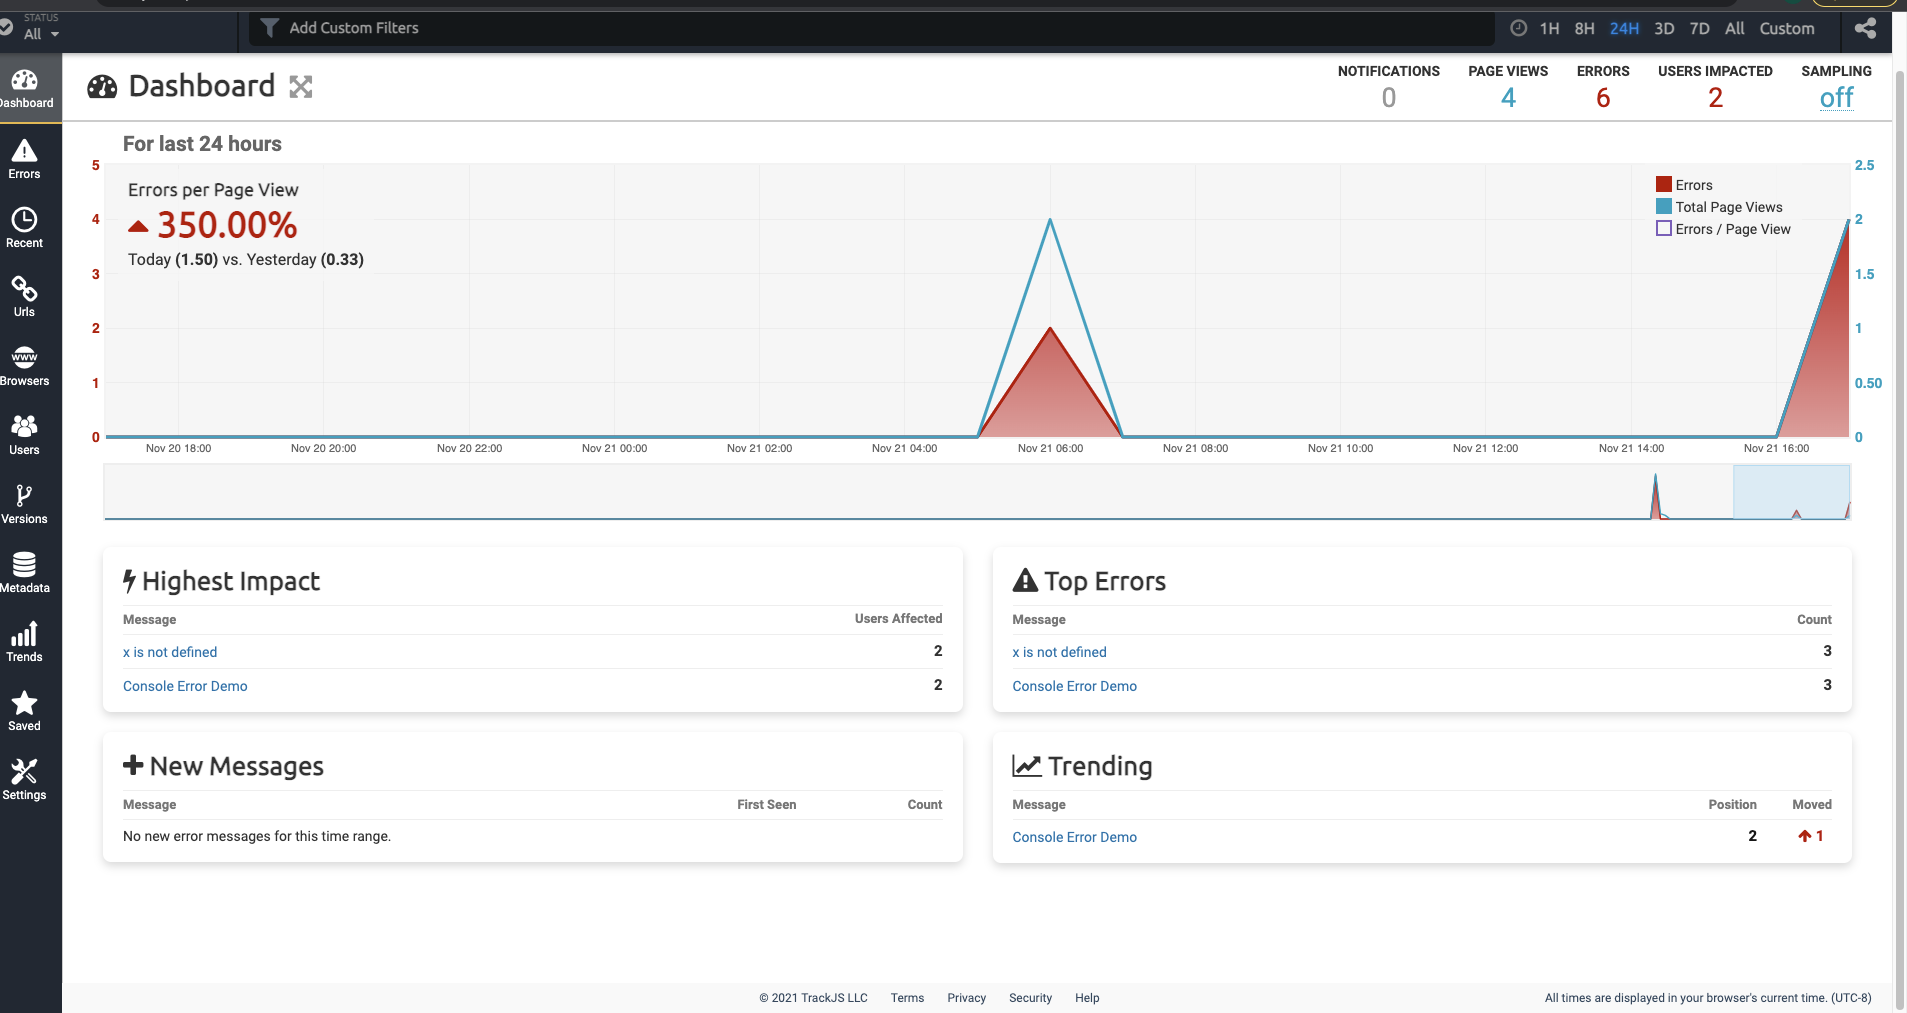 STATUS
All
Add Custom Filters
1H 8H 24H 3D 7D All Custom
Dashboard
Errors
Recent
Urls
www
Browsers
Users
Versions
Metadata
Trends
Saved
Settings
Dashboard
NOTIFICATIONS PAGE VIEWS ERRORS USERS IMPACTED SAMPLING
0 4 6 2 off
For last 24 hours
Errors per Page View
350.00%
Today (1.50) vs. Yesterday (0.33)
Errors
Total Page Views
Errors / Page View
5
4
3
2
1
0
2.5
2
1.5
1
0.50
0
Nov 20 18:00 Nov 20 20:00 Nov 20 22:00 Nov 21 00:00 Nov 21 02:00 Nov 21 04:00 Nov 21 06:00 Nov 21 08:00 Nov 21 10:00 Nov 21 12:00 Nov 21 14:00 Nov 21 16:00
Highest Impact
Message Users Affected
x is not defined 2
Console Error Demo 2
Top Errors
Message Count
x is not defined 3
Console Error Demo 3
New Messages
Message First Seen Count
No new error messages for this time range.
Trending
Message Position Moved
Console Error Demo 2 1
© 2021 TrackJS LLC Terms Privacy Security Help
All times are displayed in your browser's current time. (UTC-8)